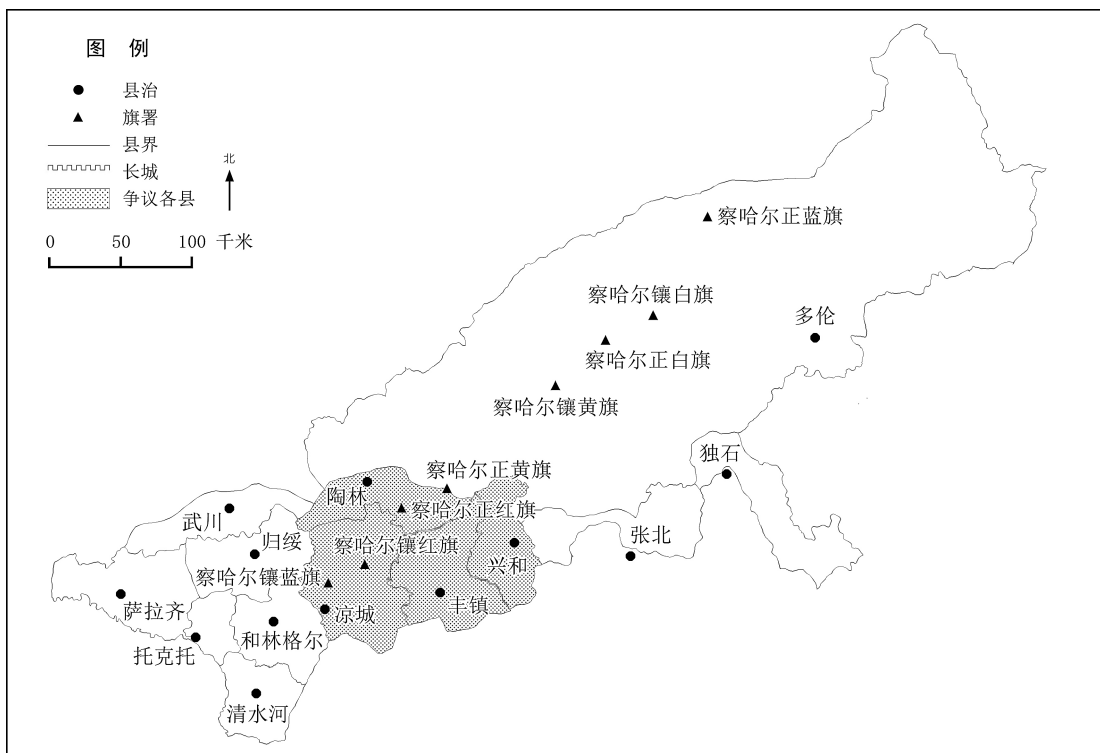 图 例
县治
旗署
县界
长城
争议各县
北
0 50 100 千米
察哈尔正蓝旗
察哈尔镶白旗
多伦
察哈尔正白旗
察哈尔镶黄旗
独石
察哈尔正黄旗
陶林
察哈尔正红旗
武川
张北
归绥
察哈尔镶红旗
兴和
察哈尔镶蓝旗
萨拉齐
凉城
丰镇
和林格尔
托克托
清水河